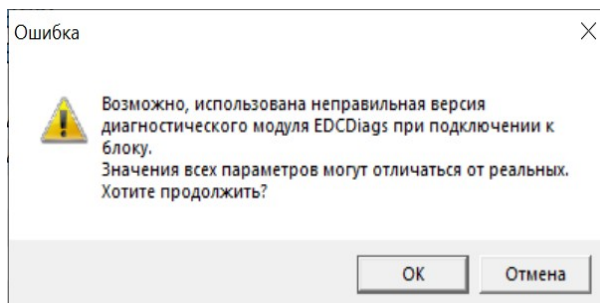 Ошибка
Возможно, использована неправильная версия
диагностического модуля EDCDiags при подключении к
блоку.
Значения всех параметров могут отличаться от реальных.
Хотите продолжить?
ОК
Отмена